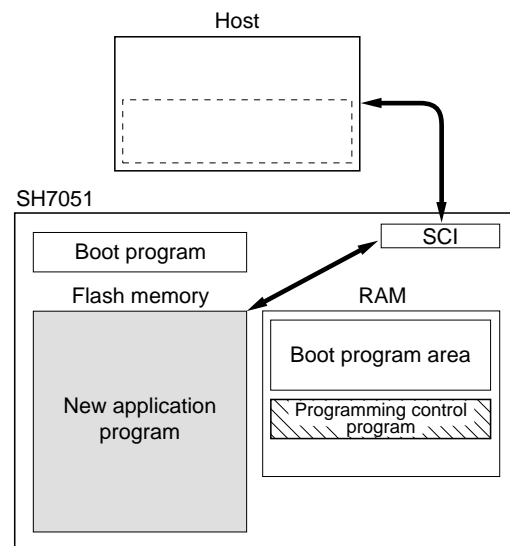 Host
SH7051
SCI
Boot program
Flash memory
RAM
Boot program area
New application
program
Programming control
program